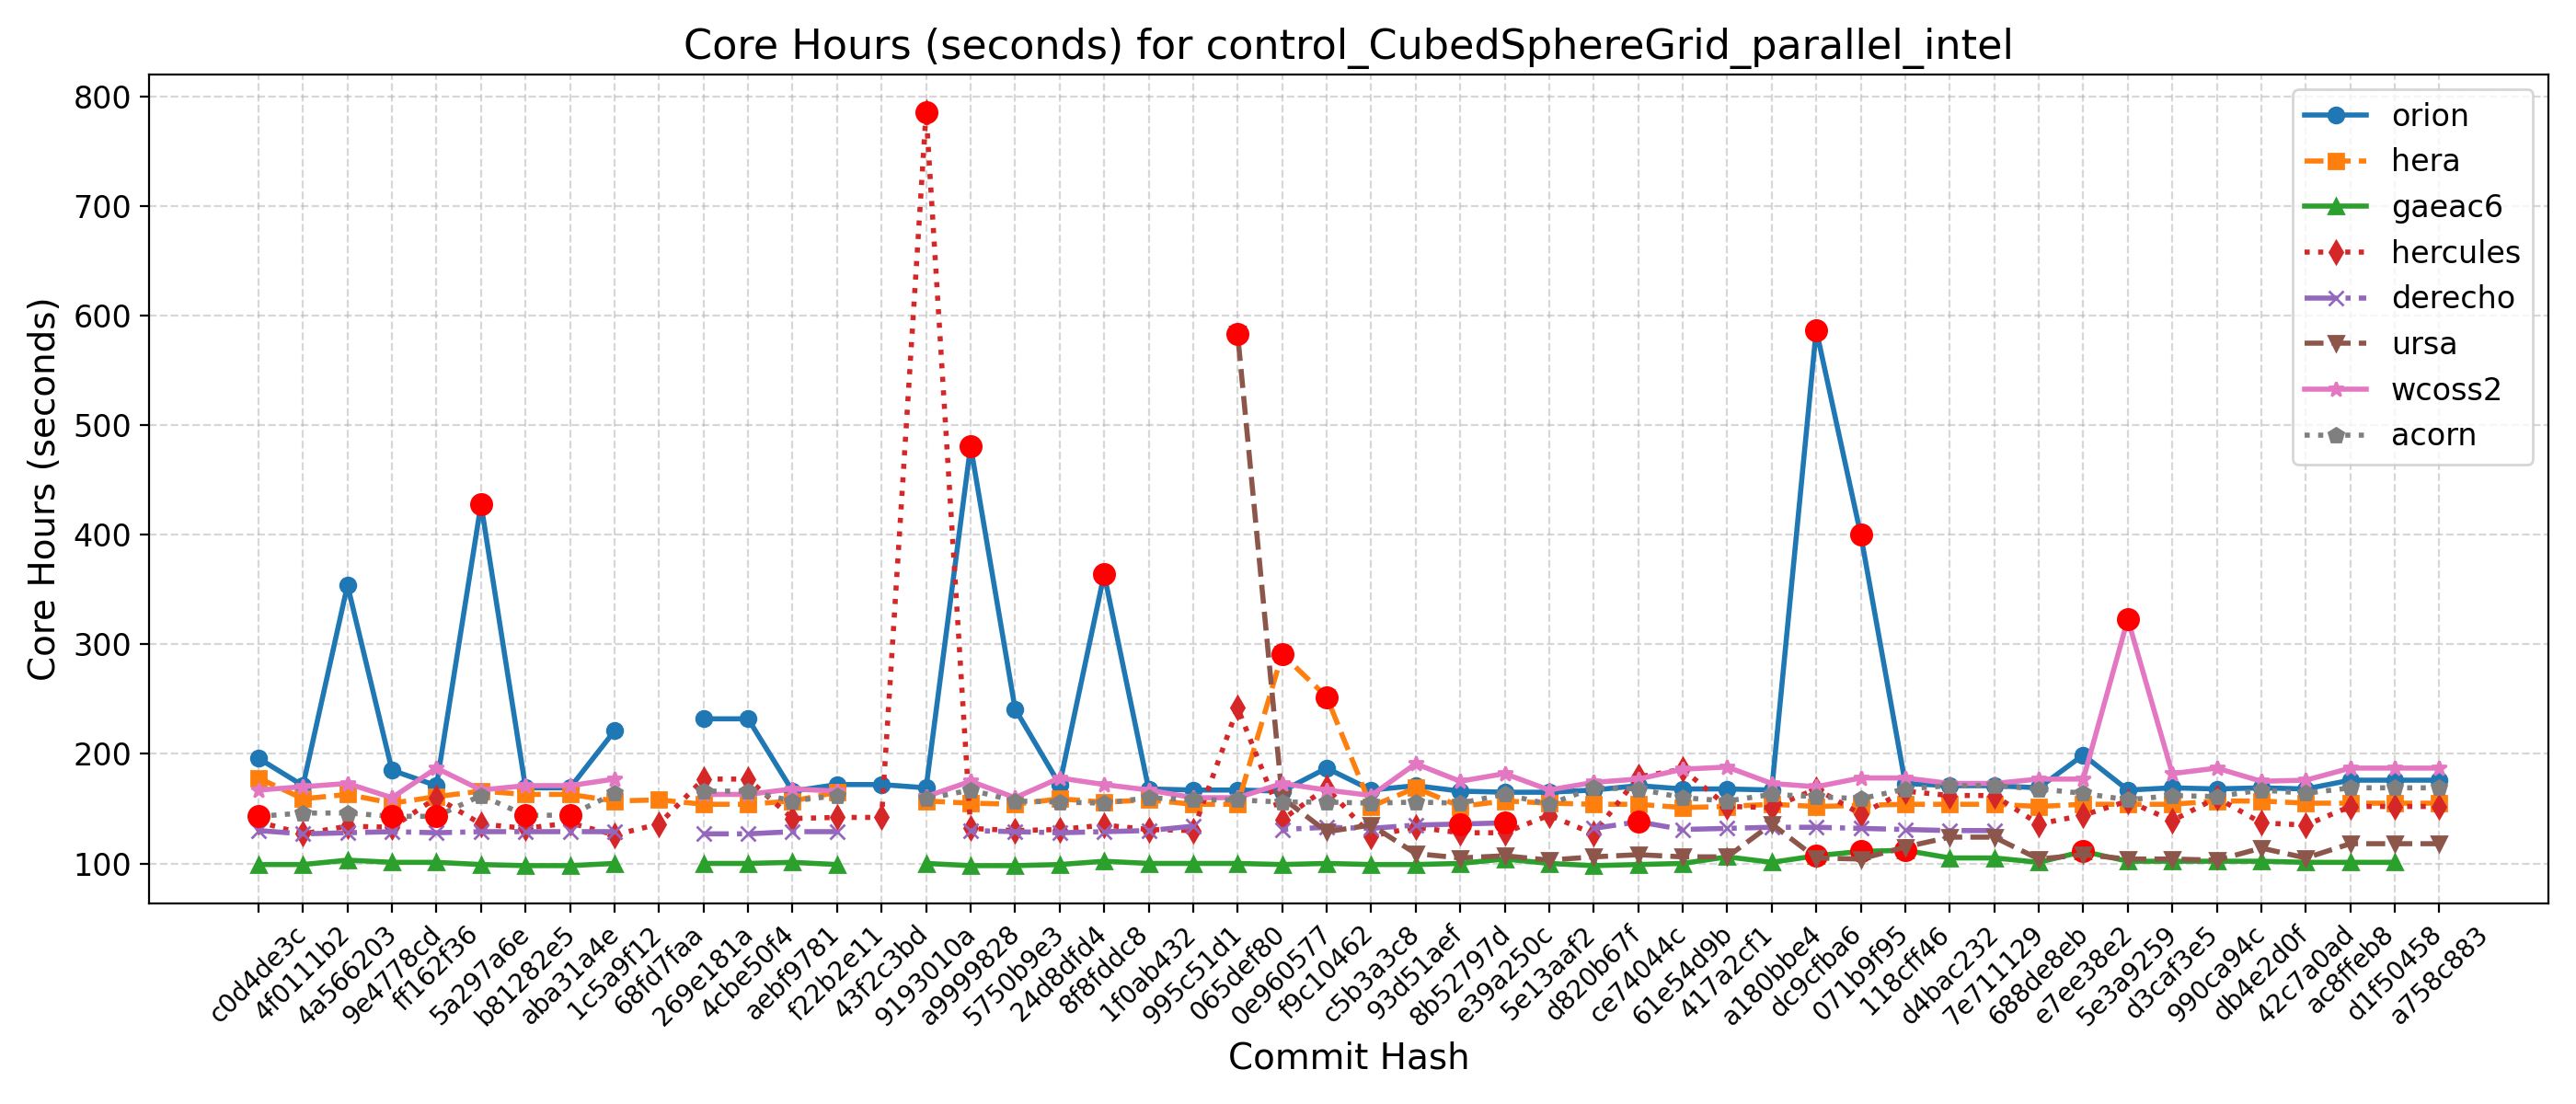 Core Hours (seconds) for control_CubedSphereGrid_parallel_intel
Core Hours (seconds)
800
700
600
500
400
300
200
100
orion
hera
gaeac6
hercules
derecho
ursa
wcoss2
acorn
c0d4de3c
4f0111b2
4a566203
9e4778cd
ff162f36
5a297a6e
b81282e5
aba31a4e
1c5a9f12
68fd7faa
269e181a
4cbe50f4
aebf9781
f22b2e11
43f2c3bd
9193010a
a9999828
5750b9e3
24d8dfd4
8f8fddc8
1f0ab432
995c51d1
065def80
0e960577
f9c10462
c5b3a3c8
93d51aef
8b52797d
e39a250c
5e13aaf2
d820b67f
ce74044c
61e54d9b
417a2cf1
a180bbe4
dc9cfba6
071b9f95
118cff46
d4bac232
7e711129
688de8eb
e7ee38e2
5e3a9259
d3caf3e5
990ca94c
db4e2d0f
42c7a0ad
ac8ffeb8
d1f50458
a758c883
Commit Hash